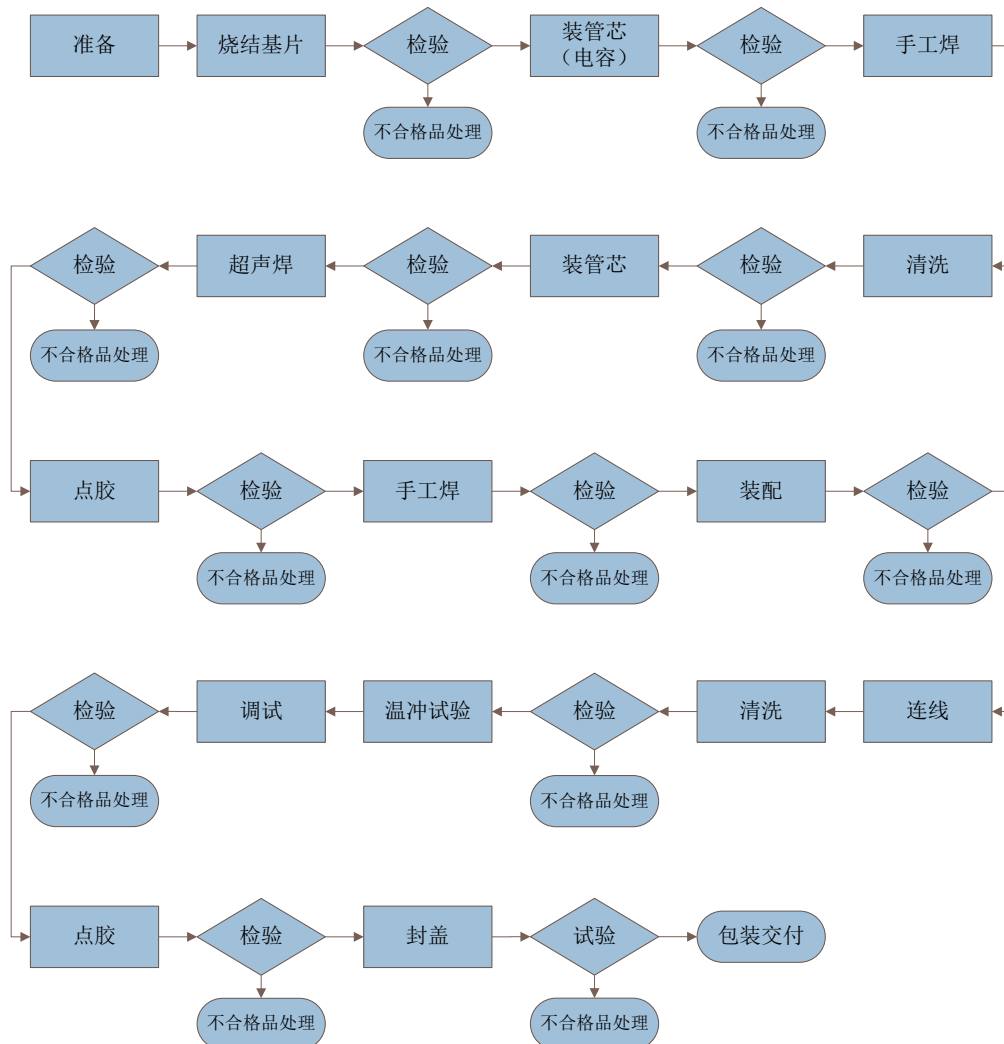 准备
烧结基片
检验
装管芯
（电容）
检验
手工焊
不合格品处理
不合格品处理
检验
超声焊
检验
装管芯
检验
清洗
不合格品处理
不合格品处理
不合格品处理
点胶
检验
手工焊
检验
装配
检验
不合格品处理
不合格品处理
不合格品处理
检验
调试
温冲试验
检验
清洗
连线
不合格品处理
不合格品处理
点胶
检验
封盖
试验
包装交付
不合格品处理
不合格品处理